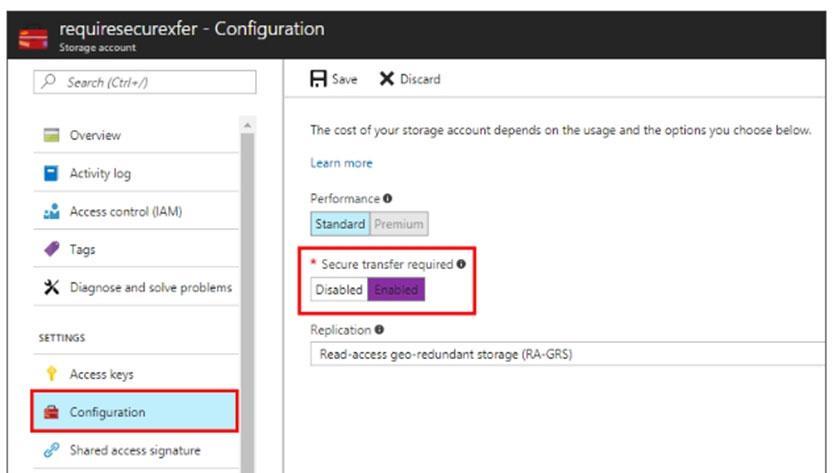 requiresecurexfer - Configuration
Storage account
Search (Ctrl+/)
Overview
Activity log
Access control (IAM)
Tags
Diagnose and solve problems
SETTINGS
Access keys
Configuration
Shared access signature
Save Discard
The cost of your storage account depends on the usage and the options you choose below.
Learn more
Performance
Standard Premium
* Secure transfer required
Disabled Enabled
Replication
Read-access geo-redundant storage (RA-GRS)